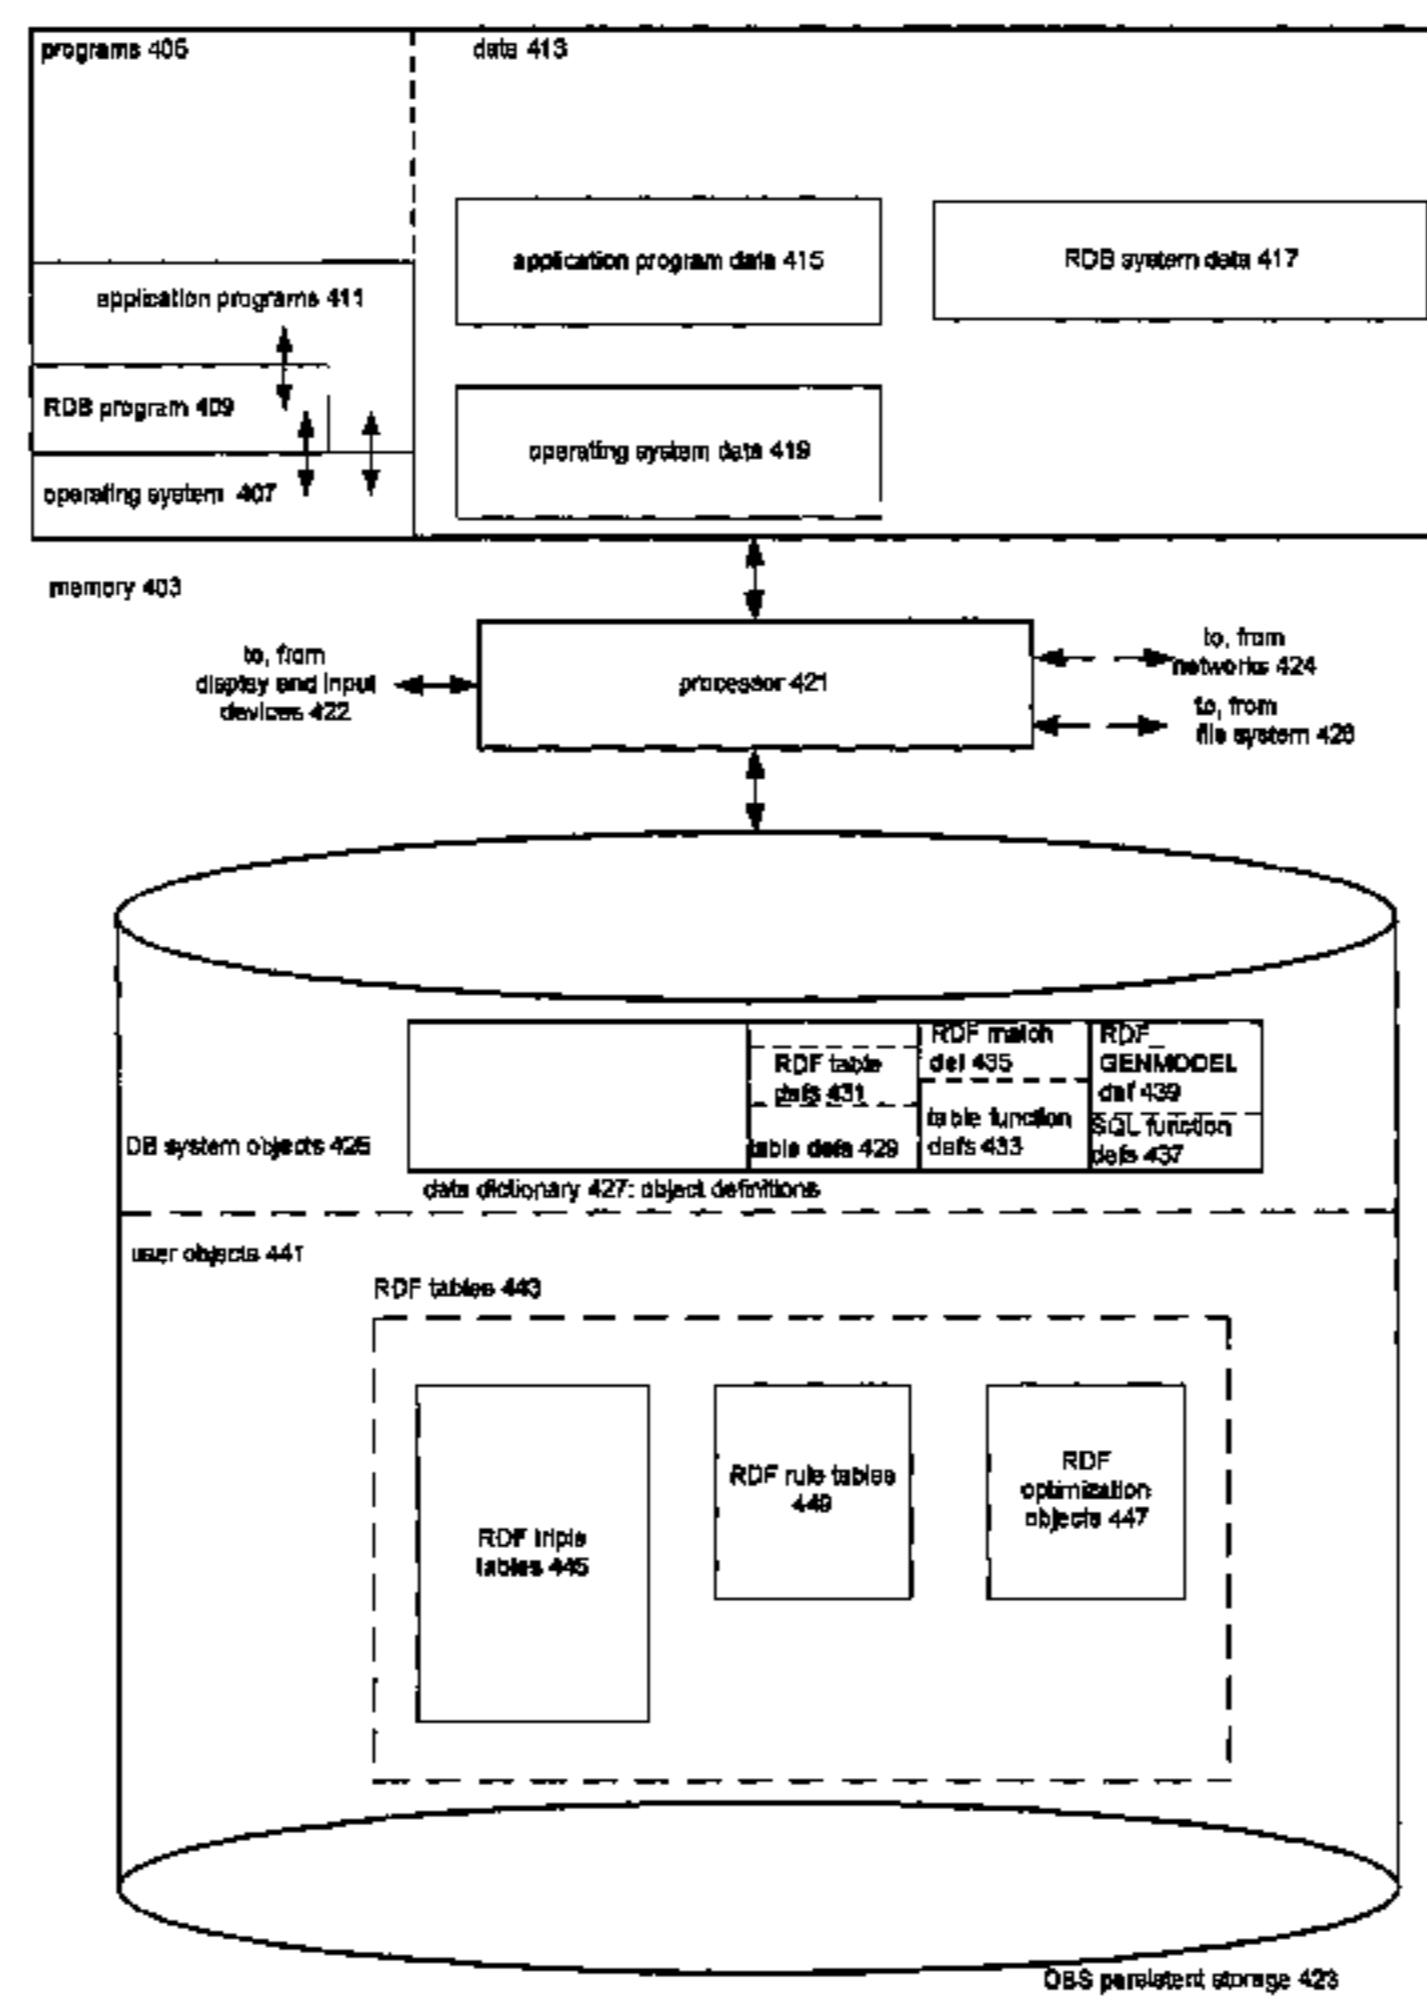 programs 405
data 413
application program data 415
RDB system data 417
application programs 411
RDB program 409
operating system data 419
operating system 407
memory 403
to, from
display and input
devices 422
processor 421
to, from
networks 424
to, from
file system 426
RDF match
def 435
RDF_
GENMODEL
def 439
RDF table
defs 431
table function
defs 433
SQL function
defs 437
table defs 429
DB system objects 425
data dictionary 427: object definitions
user objects 441
RDF tables 443
RDF triple
tables 445
RDF rule tables
449
RDF
optimization
objects 447
DBS persistent storage 423